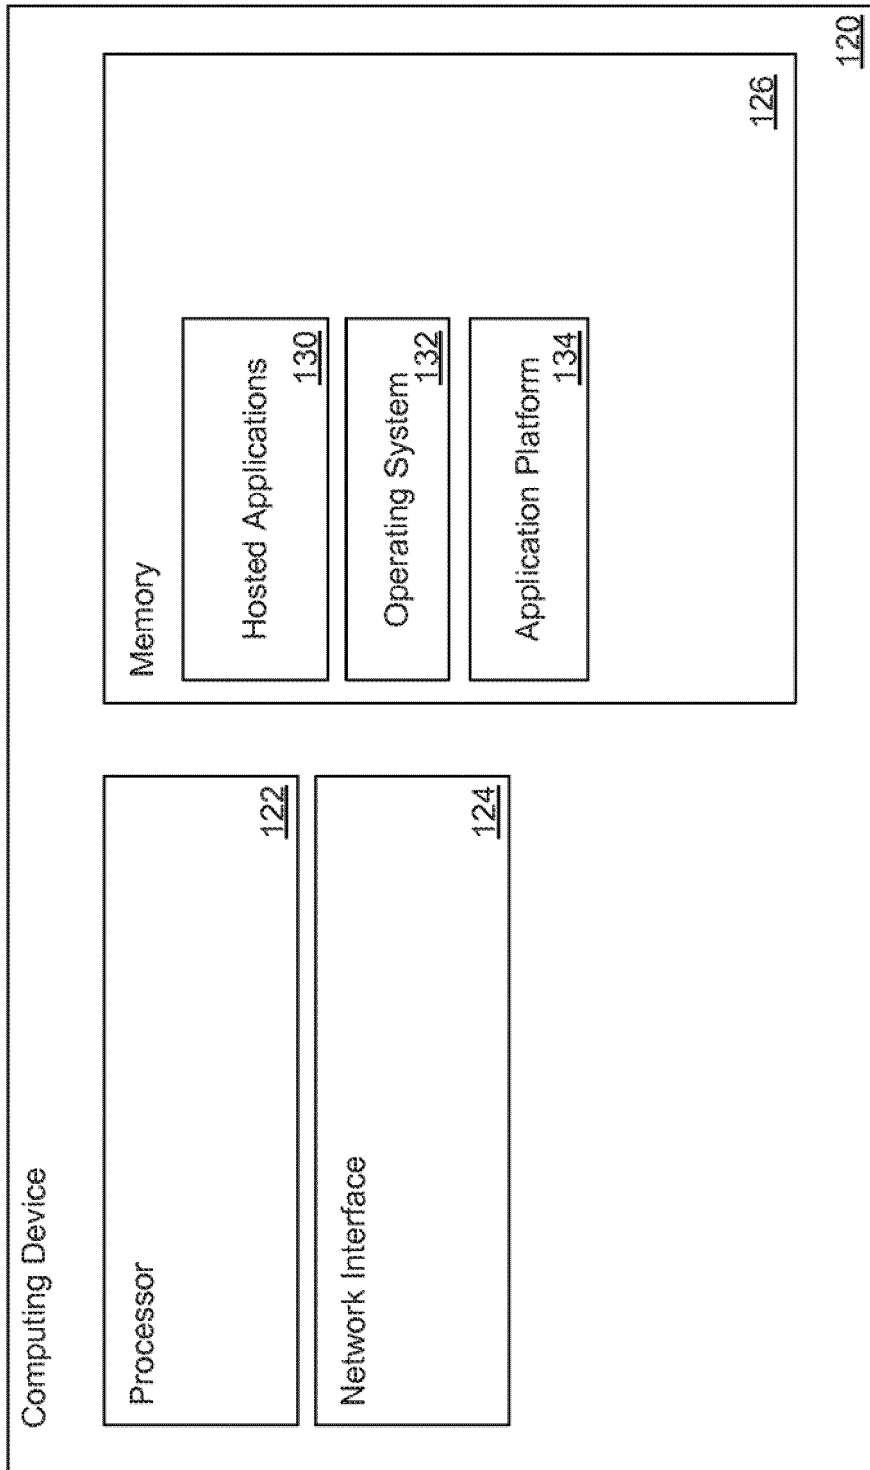 Computing Device
Processor
122
Network Interface
124
Memory
Hosted Applications
130
Operating System
132
Application Platform
134
126
120